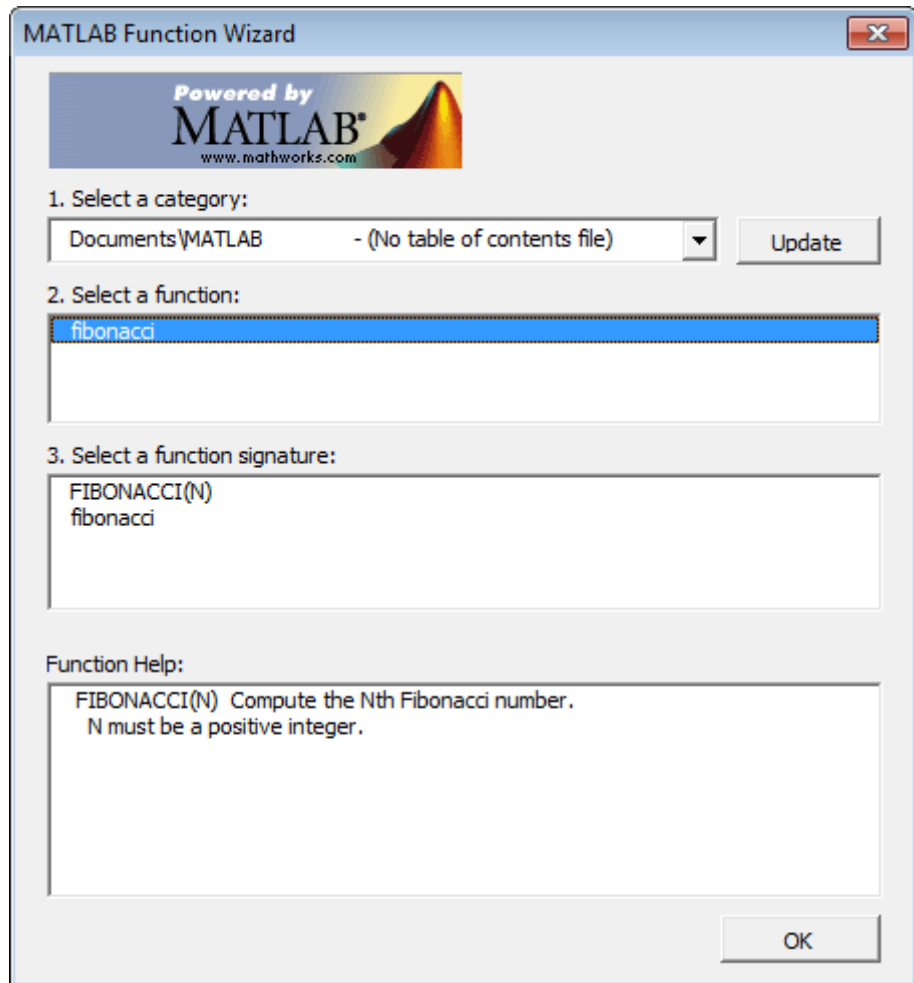 MATLAB Function Wizard
Powered by
MATLAB®
www.mathworks.com
1. Select a category:
Documents\MATLAB - (No table of contents file)
Update
2. Select a function:
fibonacci
3. Select a function signature:
FIBONACCI(N)
fibonacci
Function Help:
FIBONACCI(N) Compute the Nth Fibonacci number.
N must be a positive integer.
OK